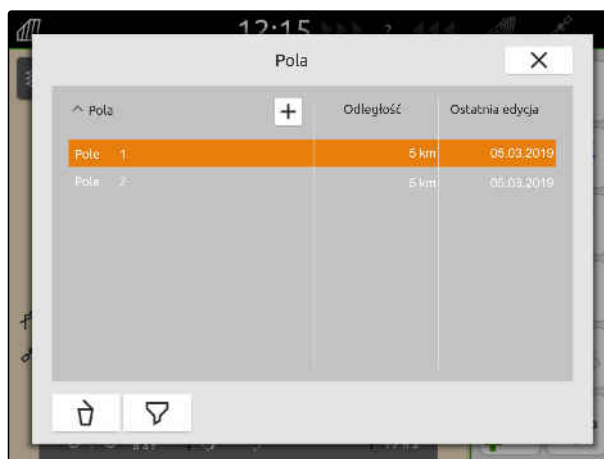 12:15 ?
Pola
^ Pola + Odległość Ostatnia edycja
Pole 1 5 km 05.03.2019
Pole 2 5 km 05.03.2019